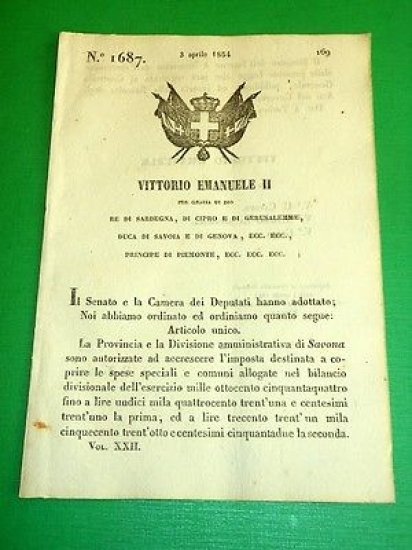 N.° 1687.
3 aprile 1854
169
VITTORIO EMANUELE II
PER GRAZIA DI DIO
RE DI SARDEGNA, DI CIPRO E DI GERUSALEMME,
DUCA DI SAVOIA E DI GENOVA, ECC. ECC.,
PRINCIPE DI PIEMONTE, ECC. ECC. ECC.
Il Senato e la Camera dei Deputati hanno adottato;
Noi abbiamo ordinato ed ordiniamo quanto segue:
Articolo unico.
La Provincia e la Divisione amministrativa di Savona
sono autorizzate ad accrescere l'imposta destinata a co-
prire le spese speciali e comuni allogate nel bilancio
divisionale dell'esercizio mille ottocento cinquantaquattro
fino a lire undici mila quattrocento trent'una e centesimi
trent'uno la prima, ed a lire trecento trent'un mila
cinquecento trent'otto e centesimi cinquantadue la seconda.
Vol. XXII.